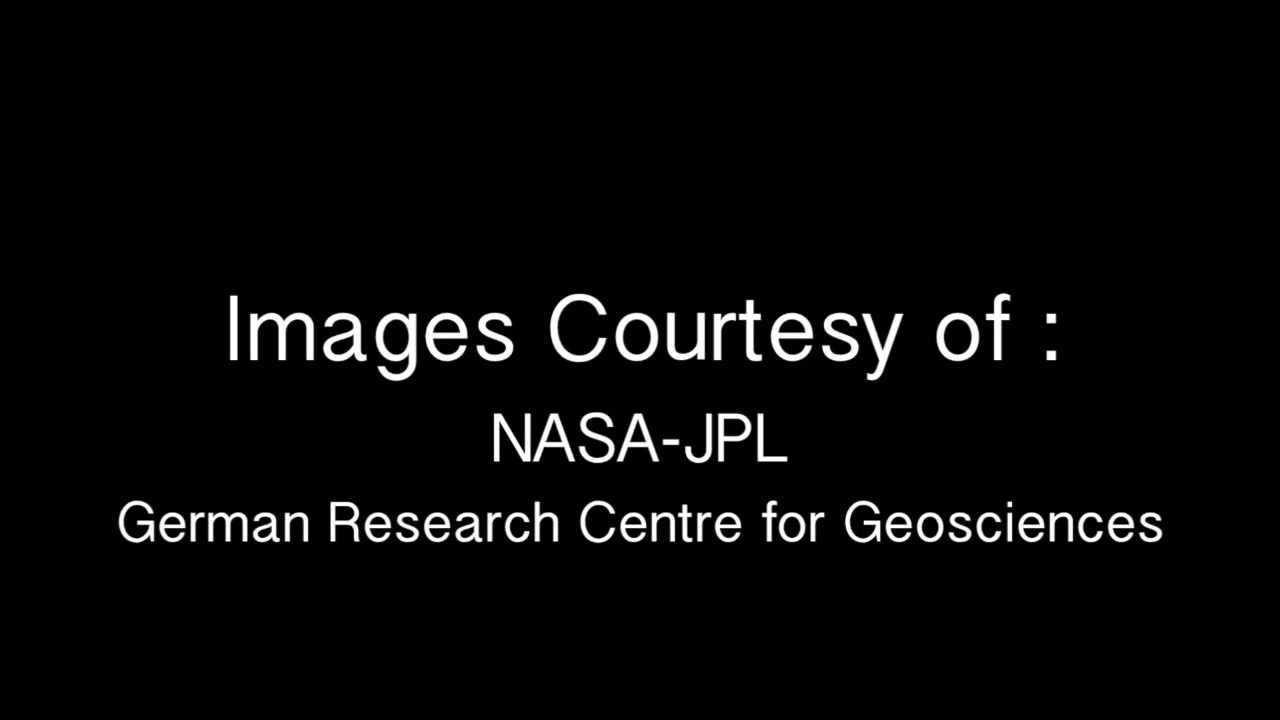 Images Courtesy of :
NASA-JPL
German Research Centre for Geosciences